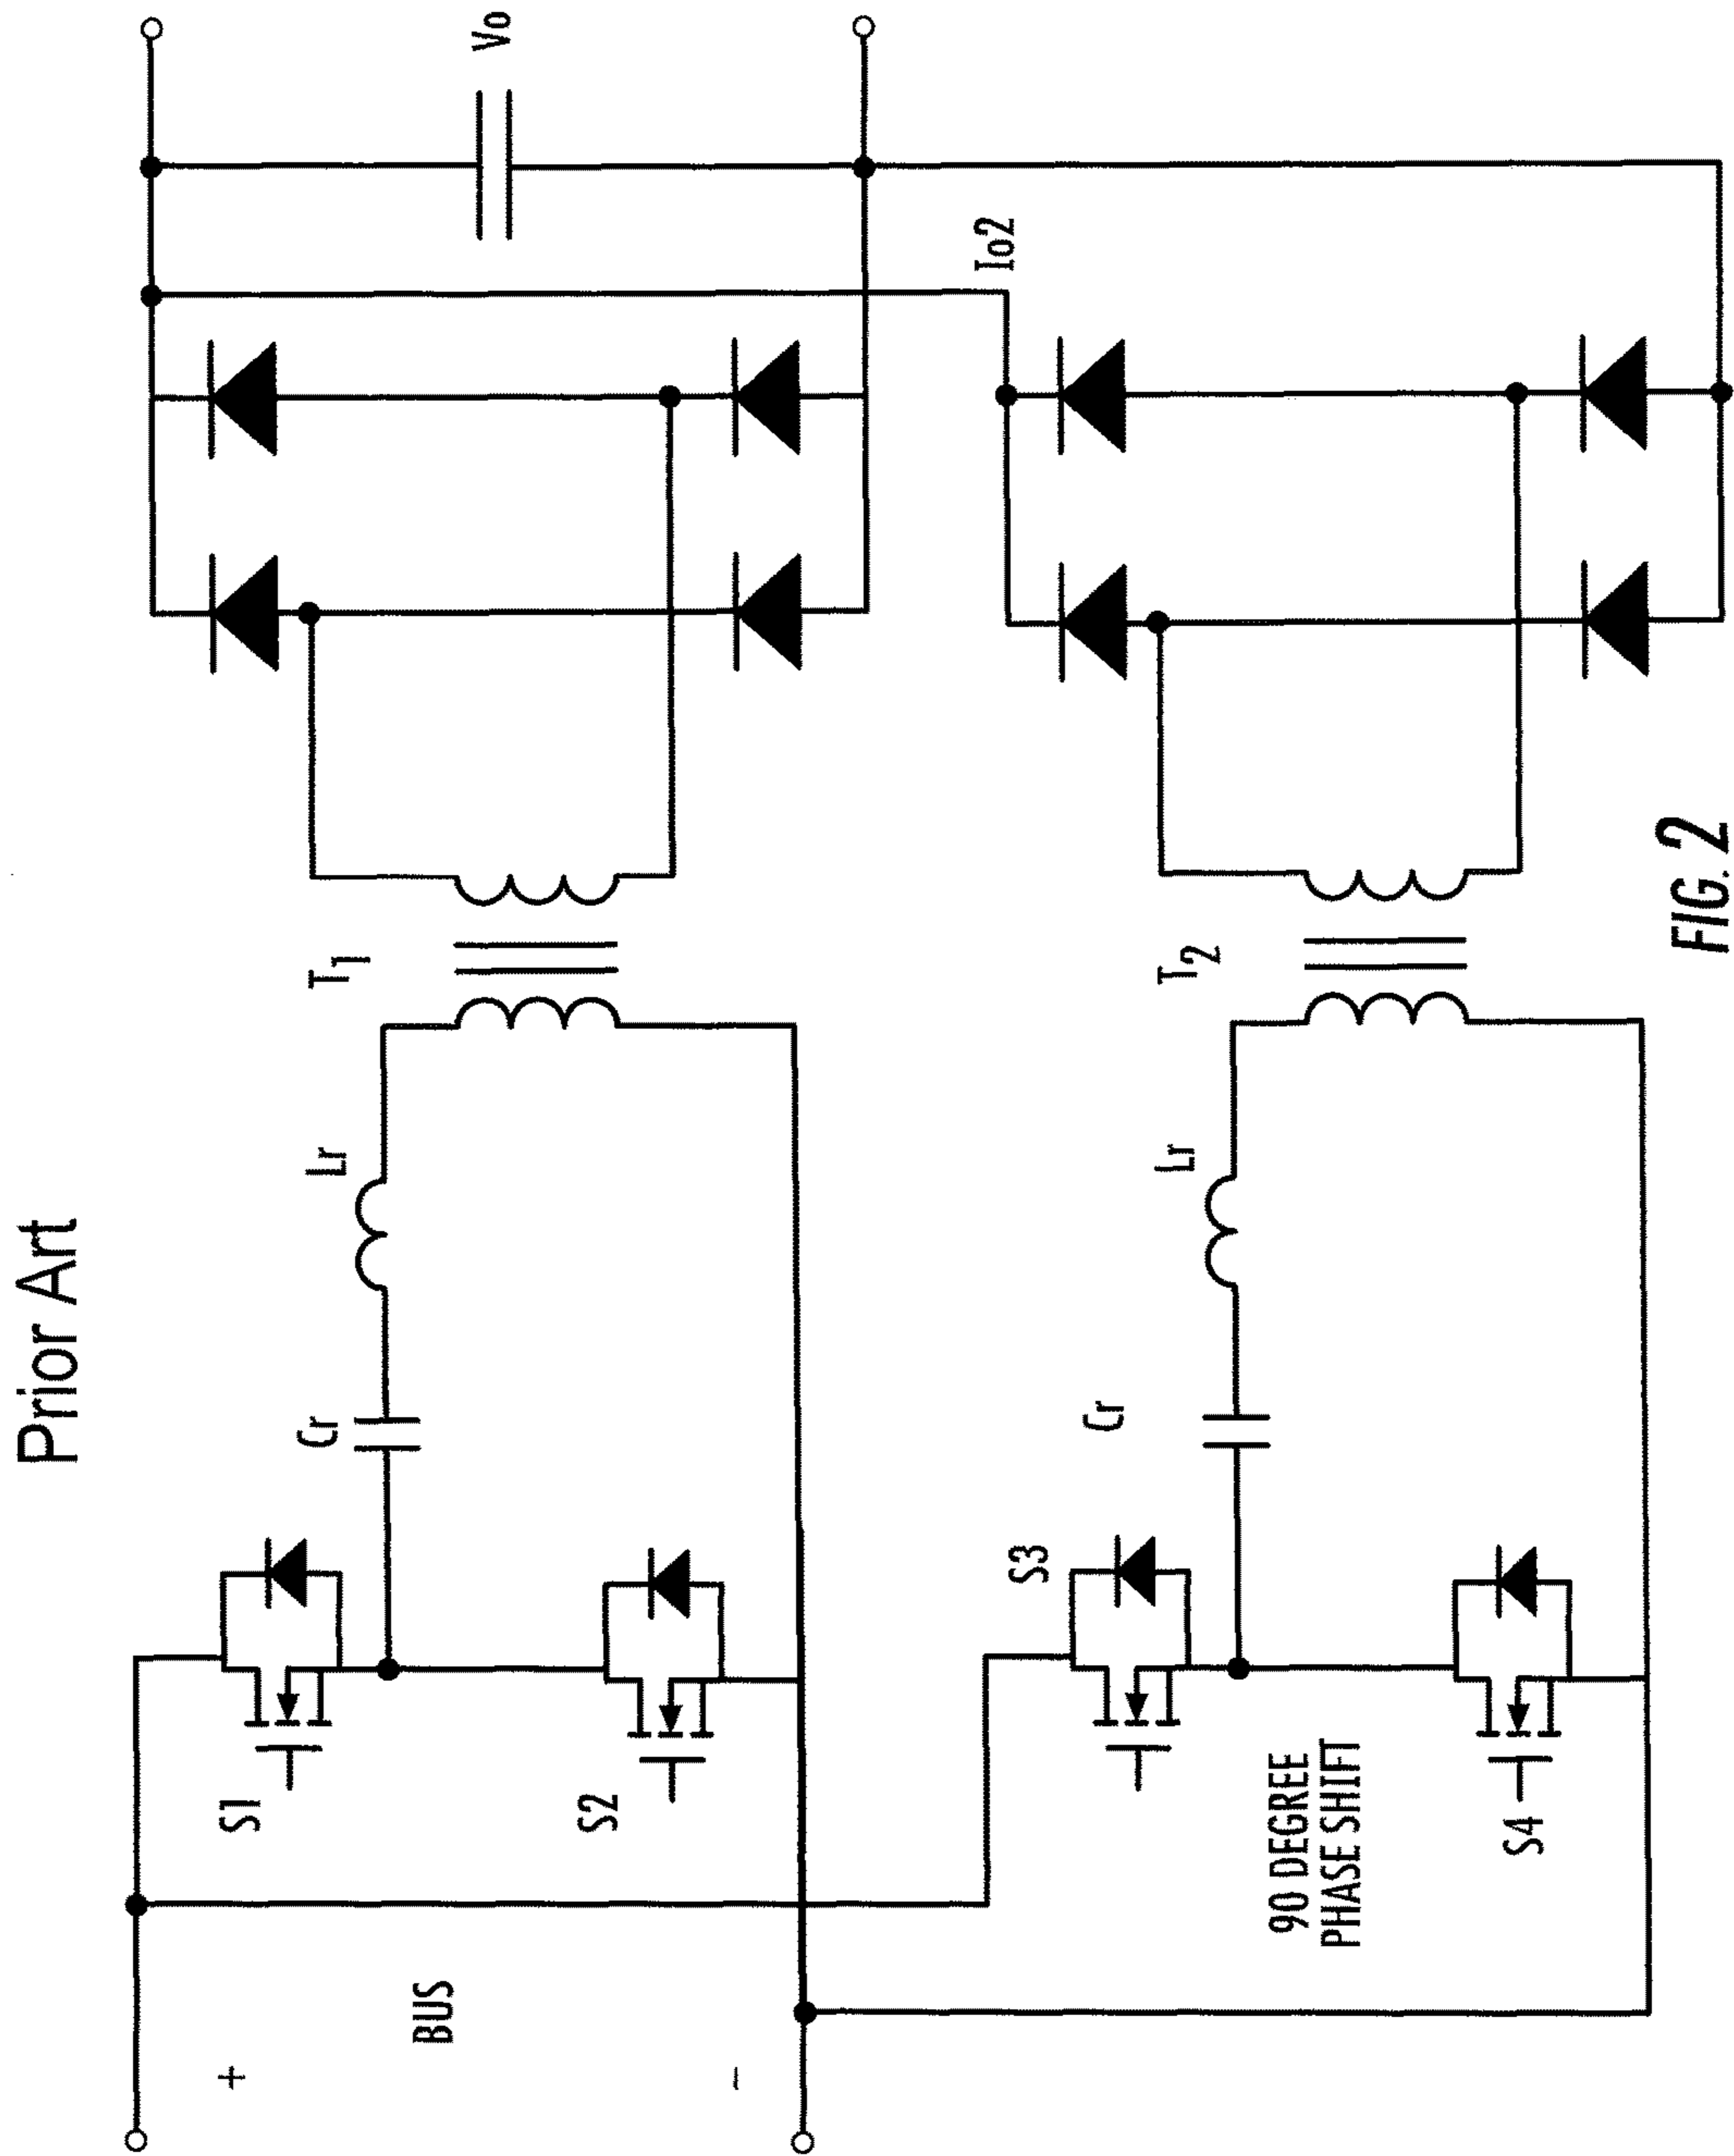 Prior Art
+
BUS
-
S1
S2
Cr
Lr
T1
Vo
90 DEGREE
PHASE SHIFT
S3
S4
Cr
Lr
T2
Io2
FIG. 2